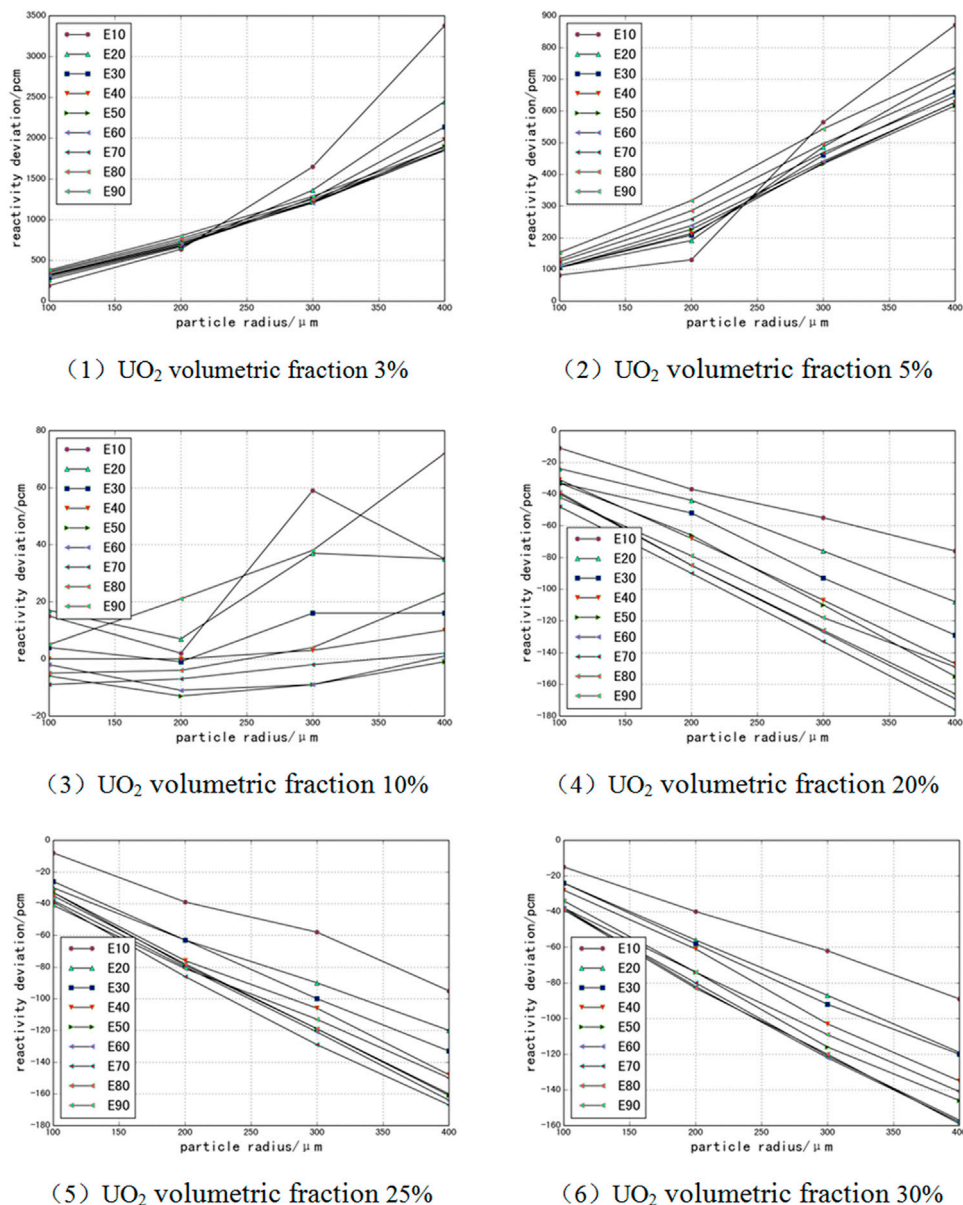 reactivity deviation/pcm
3500
3000
2500
2000
1500
1000
500
0
E10
E20
E30
E40
E50
E60
E70
E80
E90
100 150 200 250 300 350 400
particle radius/μm
(1) UO₂ volumetric fraction 3%
reactivity deviation/pcm
900
800
700
600
500
400
300
200
100
0
E10
E20
E30
E40
E50
E60
E70
E80
E90
100 150 200 250 300 350 400
particle radius/μm
(2) UO₂ volumetric fraction 5%
reactivity deviation/pcm
80
60
40
20
0
-20
E10
E20
E30
E40
E50
E60
E70
E80
E90
100 150 200 250 300 350 400
particle radius/μm
(3) UO₂ volumetric fraction 10%
reactivity deviation/pcm
0
-20
-40
-60
-80
-100
-120
-140
-160
-180
E10
E20
E30
E40
E50
E60
E70
E80
E90
100 150 200 250 300 350 400
particle radius/μm
(4) UO₂ volumetric fraction 20%
reactivity deviation/pcm
0
-20
-40
-60
-80
-100
-120
-140
-160
-180
E10
E20
E30
E40
E50
E60
E70
E80
E90
100 150 200 250 300 350 400
particle radius/μm
(5) UO₂ volumetric fraction 25%
reactivity deviation/pcm
0
-20
-40
-60
-80
-100
-120
-140
-160
E10
E20
E30
E40
E50
E60
E70
E80
E90
100 150 200 250 300 350 400
particle radius/μm
(6) UO₂ volumetric fraction 30%